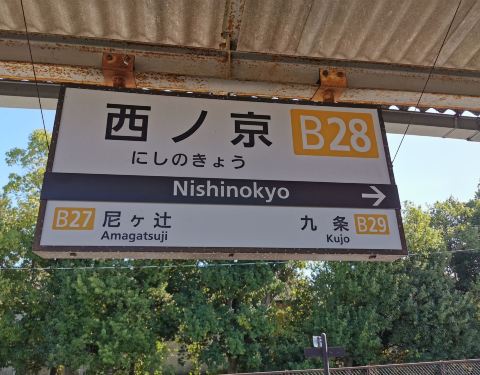 西ノ京 B28
にしのきょう
Nishinokyo →
B27 尼ヶ辻 九条 B29
Amagatsuji Kujo